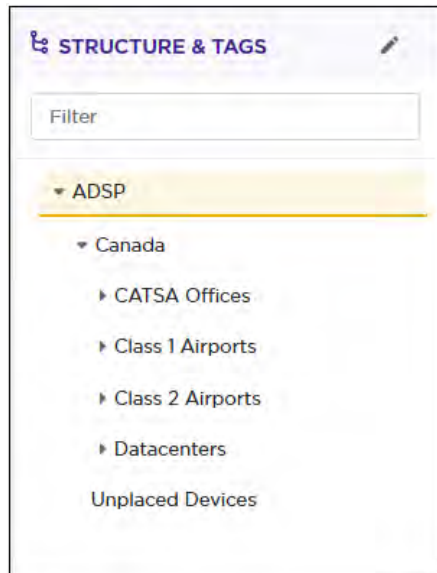 STRUCTURE & TAGS
Filter
ADSP
Canada
CATSA Offices
Class 1 Airports
Class 2 Airports
Datacenters
Unplaced Devices